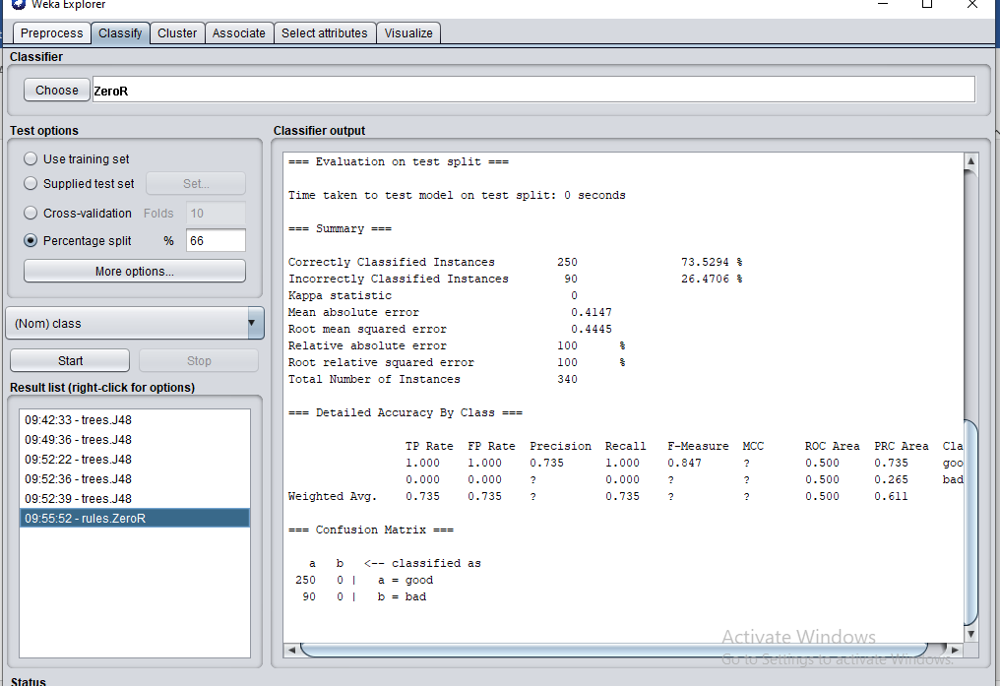 Weka Explorer
Preprocess Classify Cluster Associate Select attributes Visualize
Classifier
Choose ZeroR
Test options
Use training set
Supplied test set Set...
Cross-validation Folds 10
Percentage split % 66
More options...
(Nom) class
Start Stop
Result list (right-click for options)
09:42:33 - trees.J48
09:49:36 - trees.J48
09:52:22 - trees.J48
09:52:36 - trees.J48
09:52:39 - trees.J48
09:55:52 - rules.ZeroR
Classifier output
=== Evaluation on test split ===
Time taken to test model on test split: 0 seconds
=== Summary ===
Correctly Classified Instances 250 73.5294 %
Incorrectly Classified Instances 90 26.4706 %
Kappa statistic 0
Mean absolute error 0.4147
Root mean squared error 0.4445
Relative absolute error 100 %
Root relative squared error 100 %
Total Number of Instances 340
=== Detailed Accuracy By Class ===
TP Rate FP Rate Precision Recall F-Measure MCC ROC Area PRC Area Cla
1.000 1.000 0.735 1.000 0.847 ? 0.500 0.735 goo
0.000 0.000 ? 0.000 ? ? 0.500 0.265 bad
Weighted Avg. 0.735 0.735 ? 0.735 ? ? 0.500 0.611
=== Confusion Matrix ===
a b <-- classified as
250 0 | a = good
90 0 | b = bad
Activate Windows
Go to Settings to activate Windows.
Status